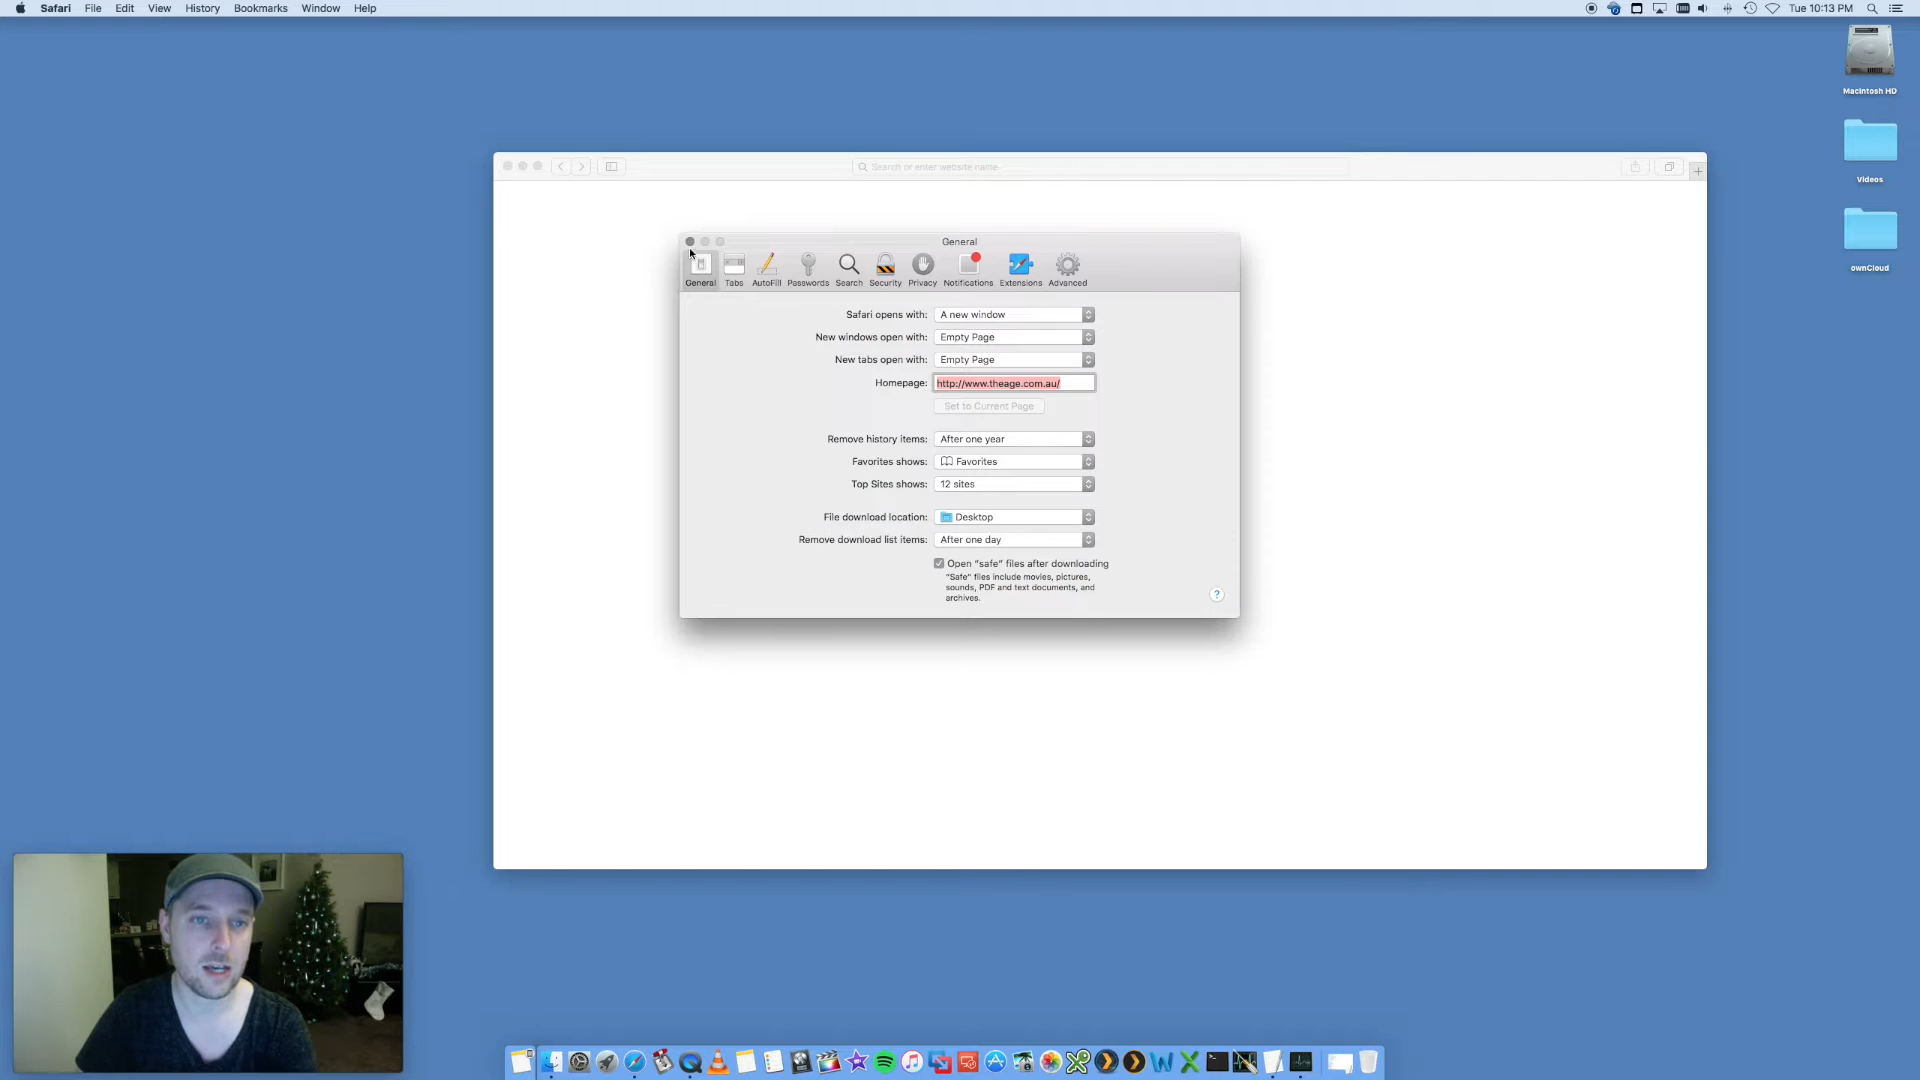 Safari File Edit View History Bookmarks Window Help
Tue 10:13 PM
Macintosh HD
Videos
ownCloud
Search or enter website name
General
General Tabs AutoFill Passwords Search Security Privacy Notifications Extensions Advanced
Safari opens with: A new window
New windows open with: Empty Page
New tabs open with: Empty Page
Homepage: http://www.theage.com.au/
Set to Current Page
Remove history items: After one year
Favorites shows: Favorites
Top Sites shows: 12 sites
File download location: Desktop
Remove download list items: After one day
Open "safe" files after downloading
"Safe" files include movies, pictures,
sounds, PDF and text documents, and
archives.
?